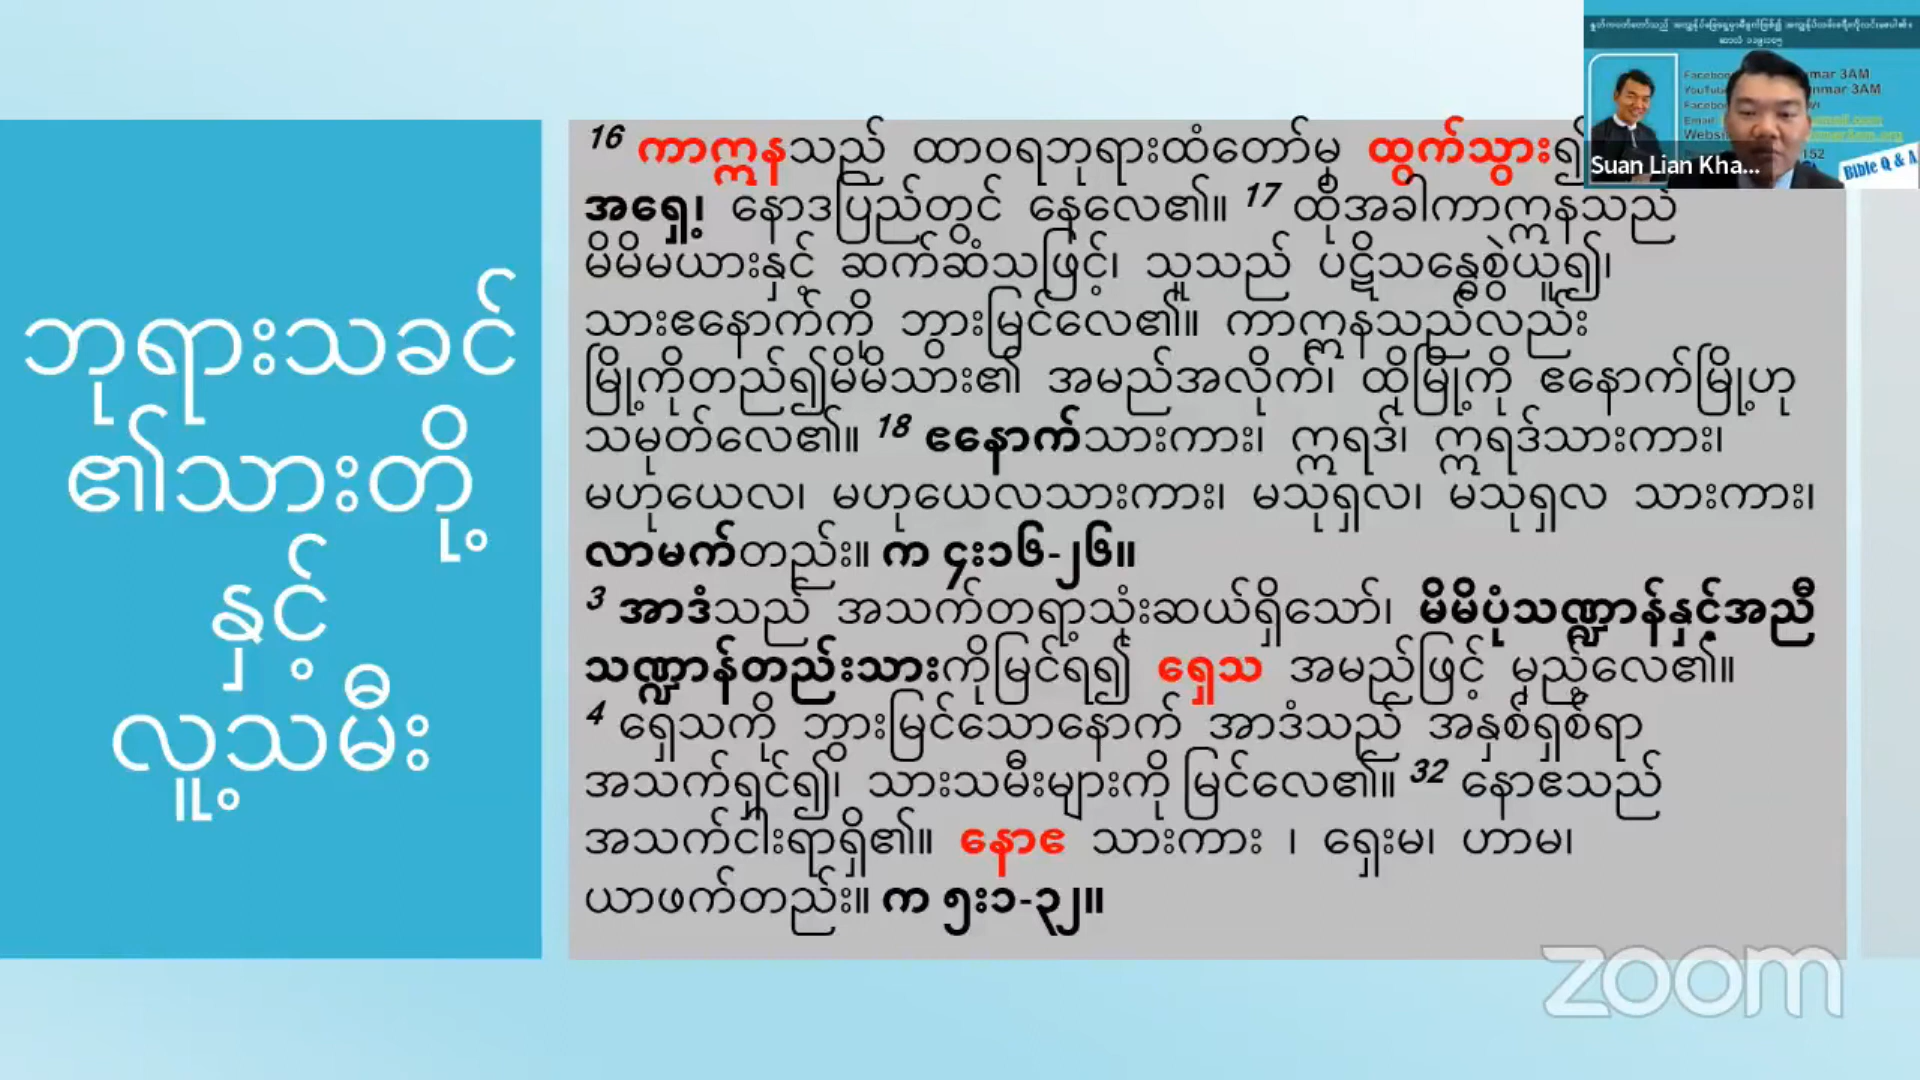 ဘုရားသခင်
၏သားတို့
နှင့်
လူ့သမီး
16 ကာဣနသည် ထာဝရဘုရားထံတော်မှ ထွက်သွား၍
အရှေ့၊ နောဒပြည်တွင် နေလေ၏။ 17 ထိုအခါကာဣနသည်
မိမိမယားနှင့် ဆက်ဆံသဖြင့်၊ သူသည် ပဋိသန္ဓေစွဲယူ၍၊
သားဧနောက်ကို ဘွားမြင်လေ၏။ ကာဣနသည်လည်း
မြို့ကိုတည်၍မိမိသား၏ အမည်အလိုက်၊ ထိုမြို့ကို ဧနောက်မြို့ဟု
သမုတ်လေ၏။ 18 ဧနောက်သားကား၊ ဣရဒ်၊ ဣရဒ်သားကား၊
မဟုယေလ၊ မဟုယေလသားကား၊ မသုရှလ၊ မသုရှလ သားကား၊
လာမက်တည်း။ က ၄း၁၆-၂၆။
3 အာဒံသည် အသက်တရာ့သုံးဆယ်ရှိသော်၊ မိမိပုံသဏ္ဌာန်နှင့်အညီ
သဏ္ဌာန်တည်းသားကိုမြင်ရ၍ ရှေသ အမည်ဖြင့် မှည့်လေ၏။
4 ရှေသကို ဘွားမြင်သောနောက် အာဒံသည် အနှစ်ရှစ်ရာ
အသက်ရှင်၍၊ သားသမီးများကို မြင်လေ၏။ 32 နောဧသည်
အသက်ငါးရာရှိ၏။ နောဧ သားကား ၊ ရှေးမ၊ ဟာမ၊
ယာဖက်တည်း။ က ၅း၁-၃၂။
Suan Lian Kha...
mar 3AM
nmar 3AM
152
Bible Q & A
zoom